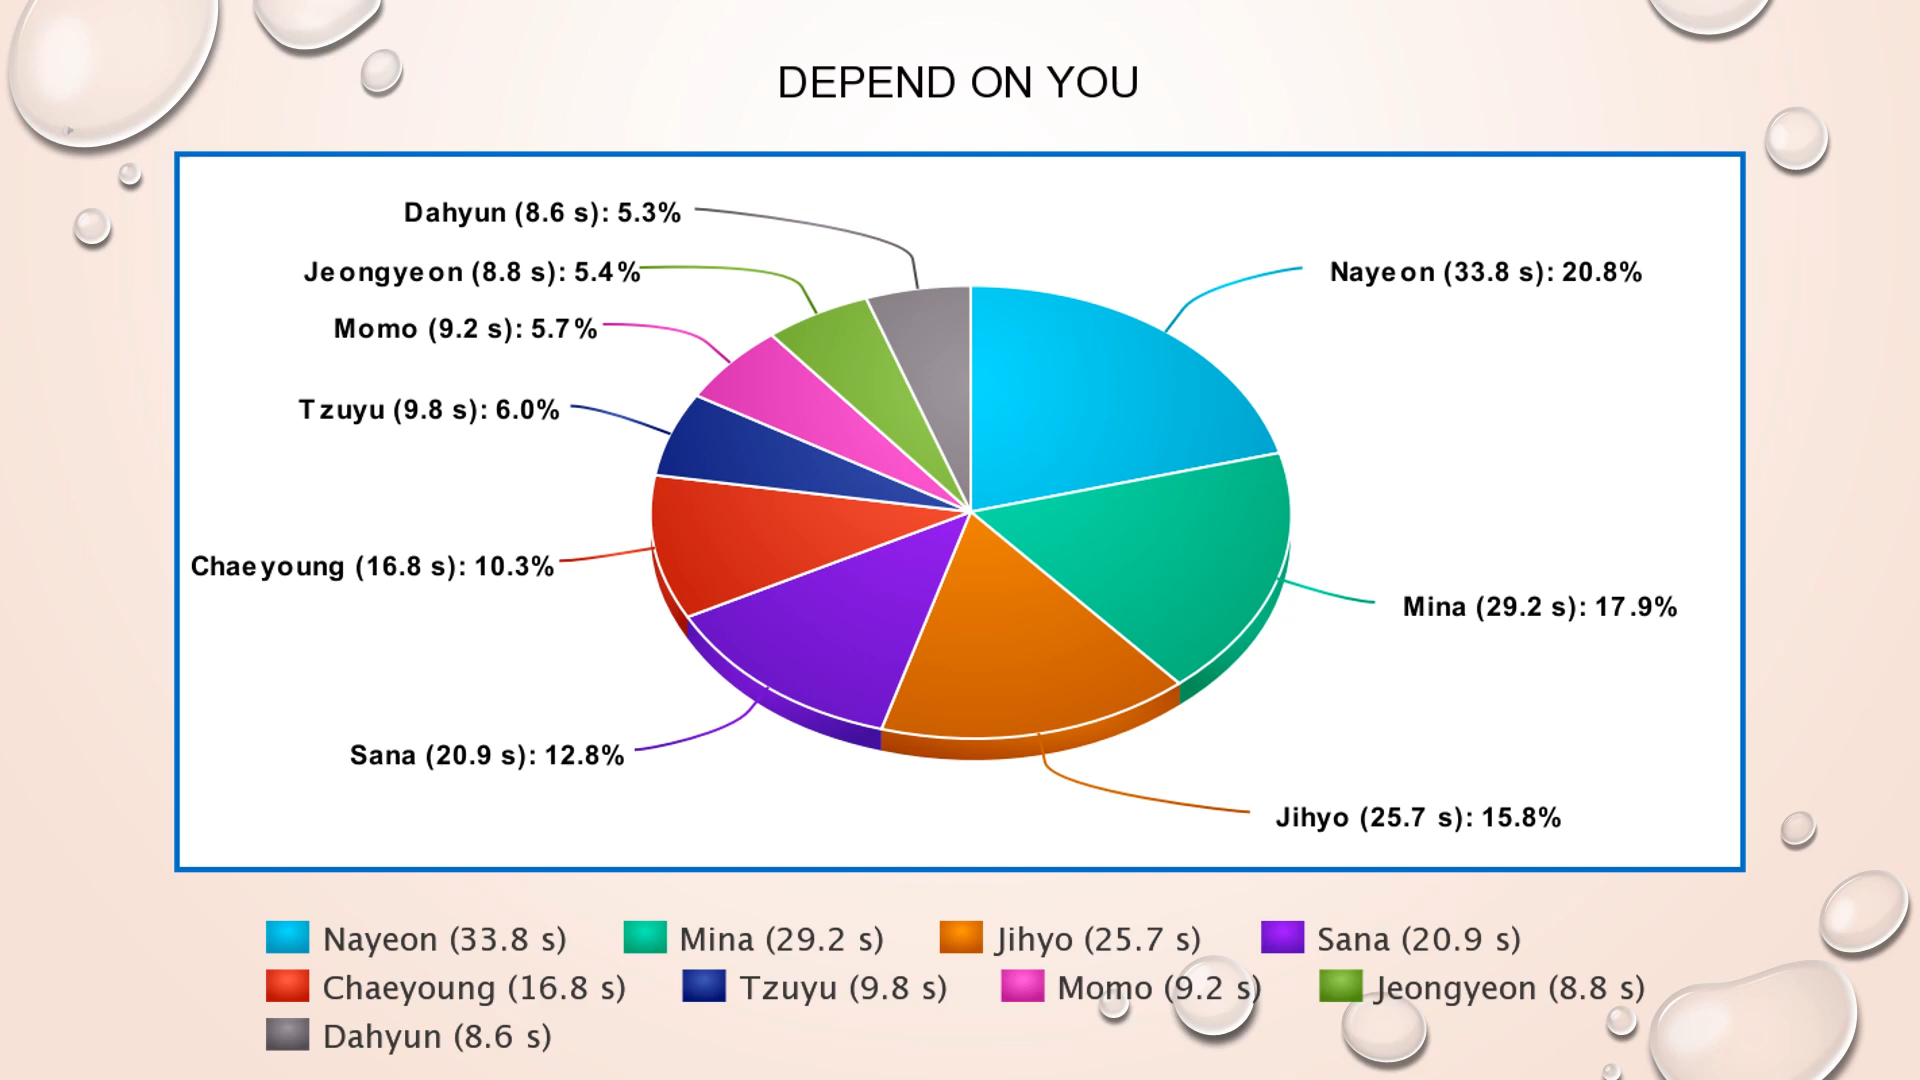 DEPEND ON YOU
Dahyun (8.6 s): 5.3%
Jeongyeon (8.8 s): 5.4%
Nayeon (33.8 s): 20.8%
Momo (9.2 s): 5.7%
Tzuyu (9.8 s): 6.0%
Chaeyoung (16.8 s): 10.3%
Mina (29.2 s): 17.9%
Sana (20.9 s): 12.8%
Jihyo (25.7 s): 15.8%
Nayeon (33.8 s) Mina (29.2 s) Jihyo (25.7 s) Sana (20.9 s)
Chaeyoung (16.8 s) Tzuyu (9.8 s) Momo (9.2 s) Jeongyeon (8.8 s)
Dahyun (8.6 s)